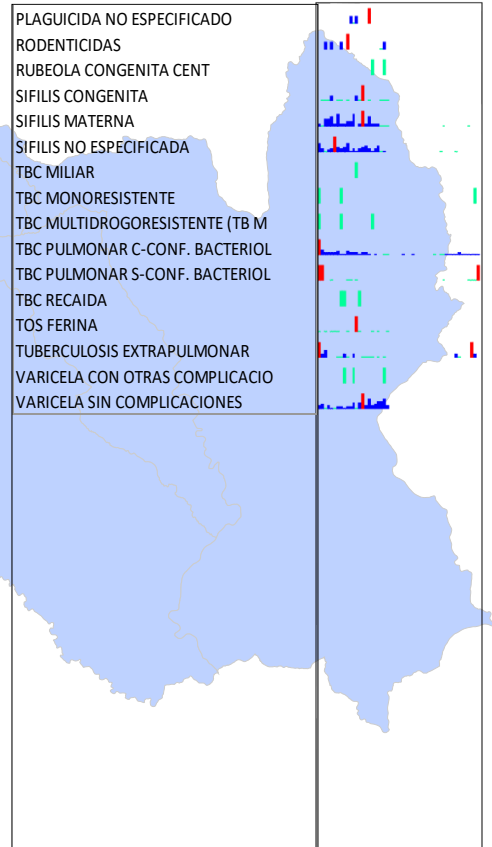 PLAGUICIDA NO ESPECIFICADO
RODENTICIDAS
RUBEOLA CONGENITA CENT
SIFILIS CONGENITA
SIFILIS MATERNA
SIFILIS NO ESPECIFICADA
TBC MILIAR
TBC MONORESISTENTE
TBC MULTIDROGORESISTENTE (TB M
TBC PULMONAR C-CONF. BACTERIOL
TBC PULMONAR S-CONF. BACTERIOL
TBC RECAIDA
TOS FERINA
TUBERCULOSIS EXTRAPULMONAR
VARICELA CON OTRAS COMPLICACIO
VARICELA SIN COMPLICACIONES